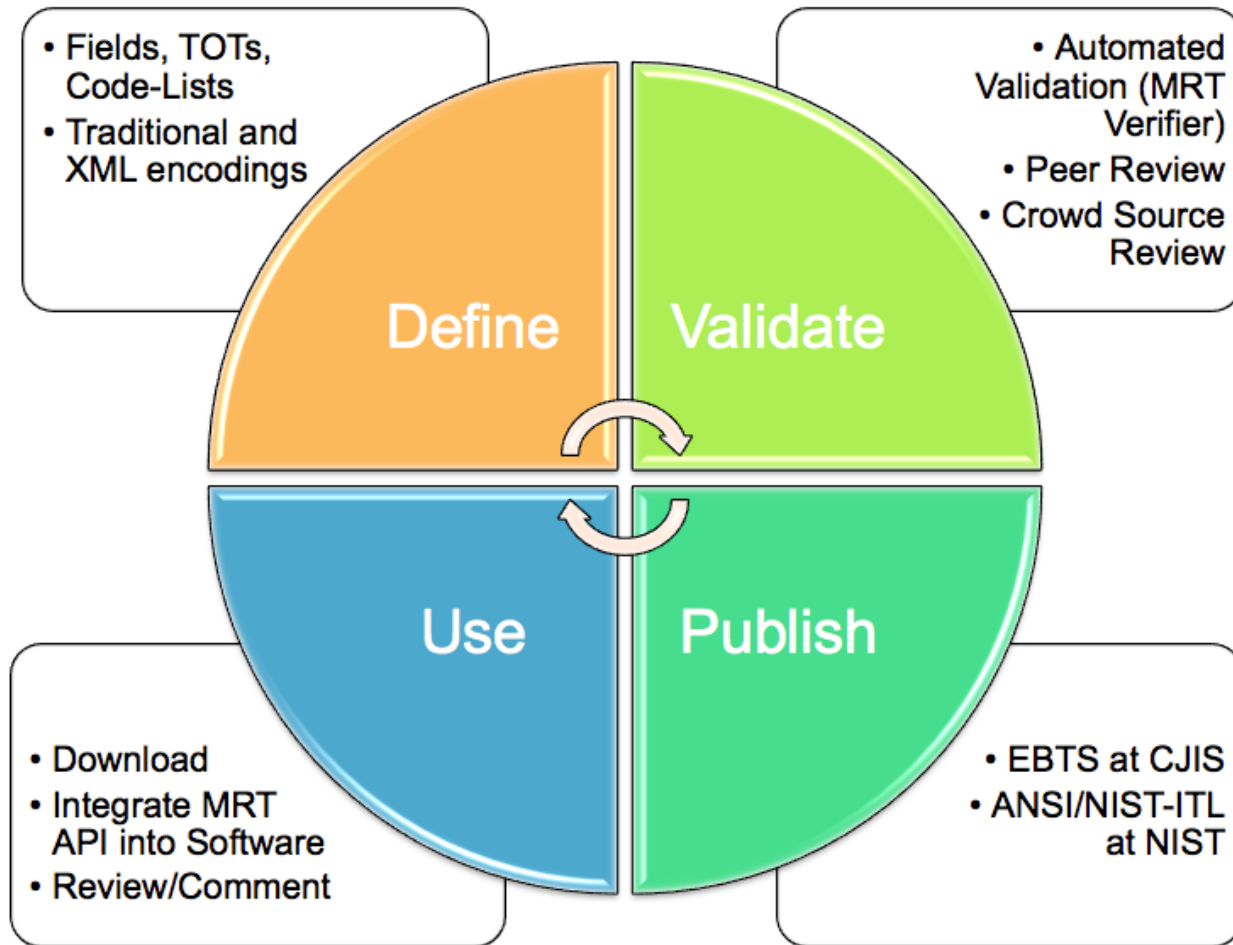 • Fields, TOTs,
Code-Lists
• Traditional and
XML encodings
• Automated
Validation (MRT
Verifier)
• Peer Review
• Crowd Source
Review
Define
Validate
Use
Publish
• Download
• Integrate MRT
API into Software
• Review/Comment
• EBTS at CJIS
• ANSI/NIST-ITL
at NIST